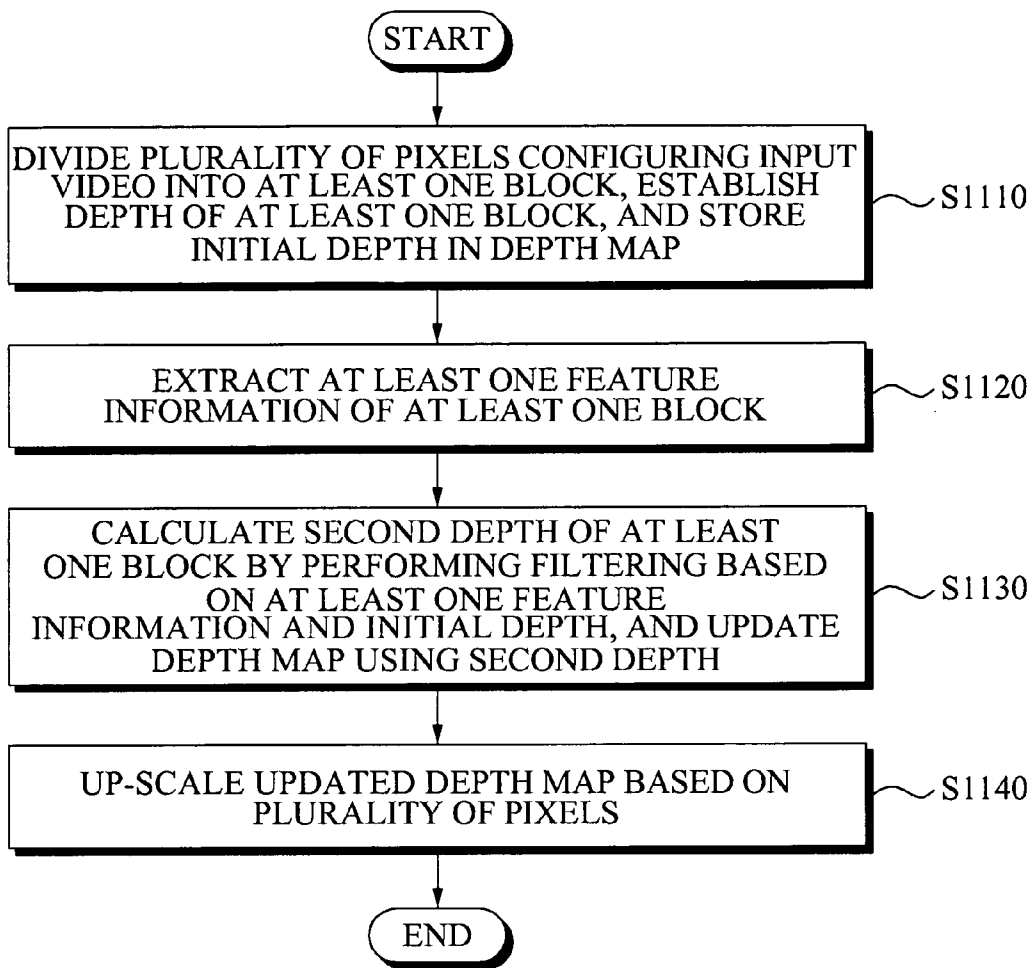 START
DIVIDE PLURALITY OF PIXELS CONFIGURING INPUT
VIDEO INTO AT LEAST ONE BLOCK, ESTABLISH
DEPTH OF AT LEAST ONE BLOCK, AND STORE
INITIAL DEPTH IN DEPTH MAP
S1110
EXTRACT AT LEAST ONE FEATURE
INFORMATION OF AT LEAST ONE BLOCK
S1120
CALCULATE SECOND DEPTH OF AT LEAST
ONE BLOCK BY PERFORMING FILTERING BASED
ON AT LEAST ONE FEATURE
INFORMATION AND INITIAL DEPTH, AND UPDATE
DEPTH MAP USING SECOND DEPTH
S1130
UP-SCALE UPDATED DEPTH MAP BASED ON
PLURALITY OF PIXELS
S1140
END